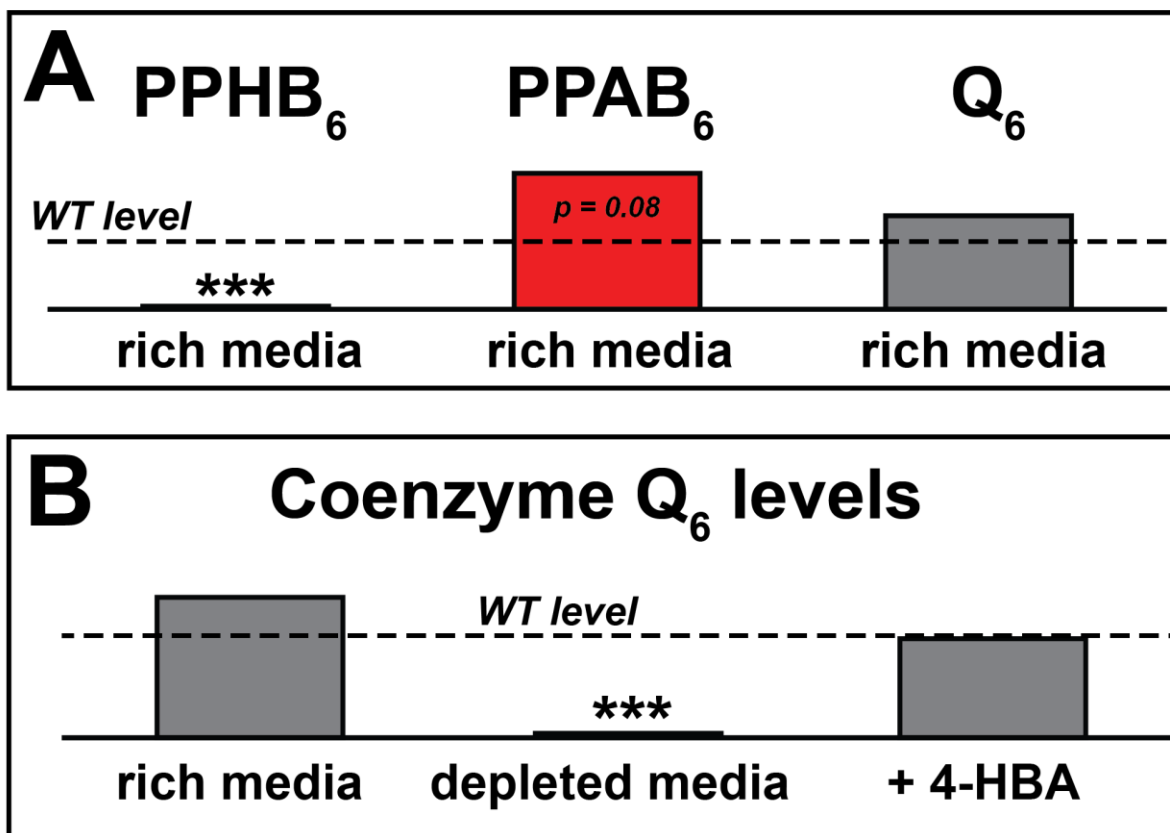 A
PPHB₆ PPAB₆ Q₆
WT level
p = 0.08
***
rich media rich media rich media
B
Coenzyme Q₆ levels
WT level
***
rich media depleted media + 4-HBA